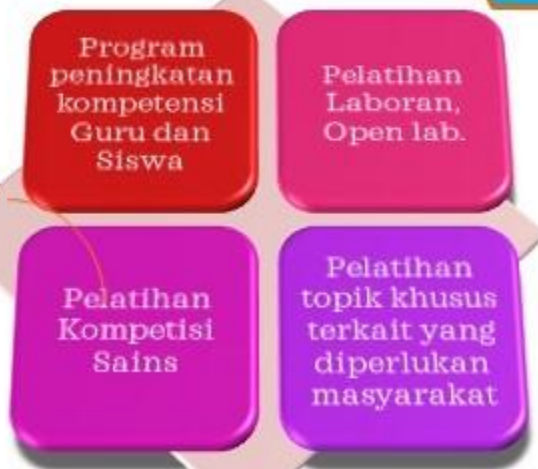 Program
peningkatan
kompetensi
Guru dan
Siswa
Pelatihan
Laboran,
Open lab.
Pelatihan
Kompetisi
Sains
Pelatihan
topik khusus
terkait yang
diperlukan
masyarakat